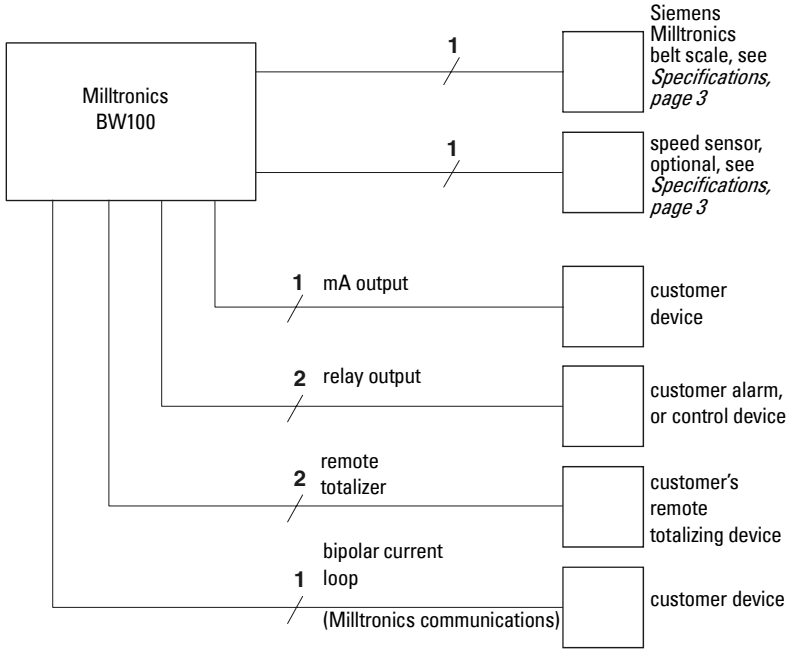 Milltronics
BW100
1
Siemens
Milltronics
belt scale, see
Specifications,
page 3
1
speed sensor,
optional, see
Specifications,
page 3
1 mA output
customer
device
2 relay output
customer alarm,
or control device
2
remote
totalizer
customer's
remote
totalizing device
1
bipolar current
loop
(Milltronics communications)
customer device